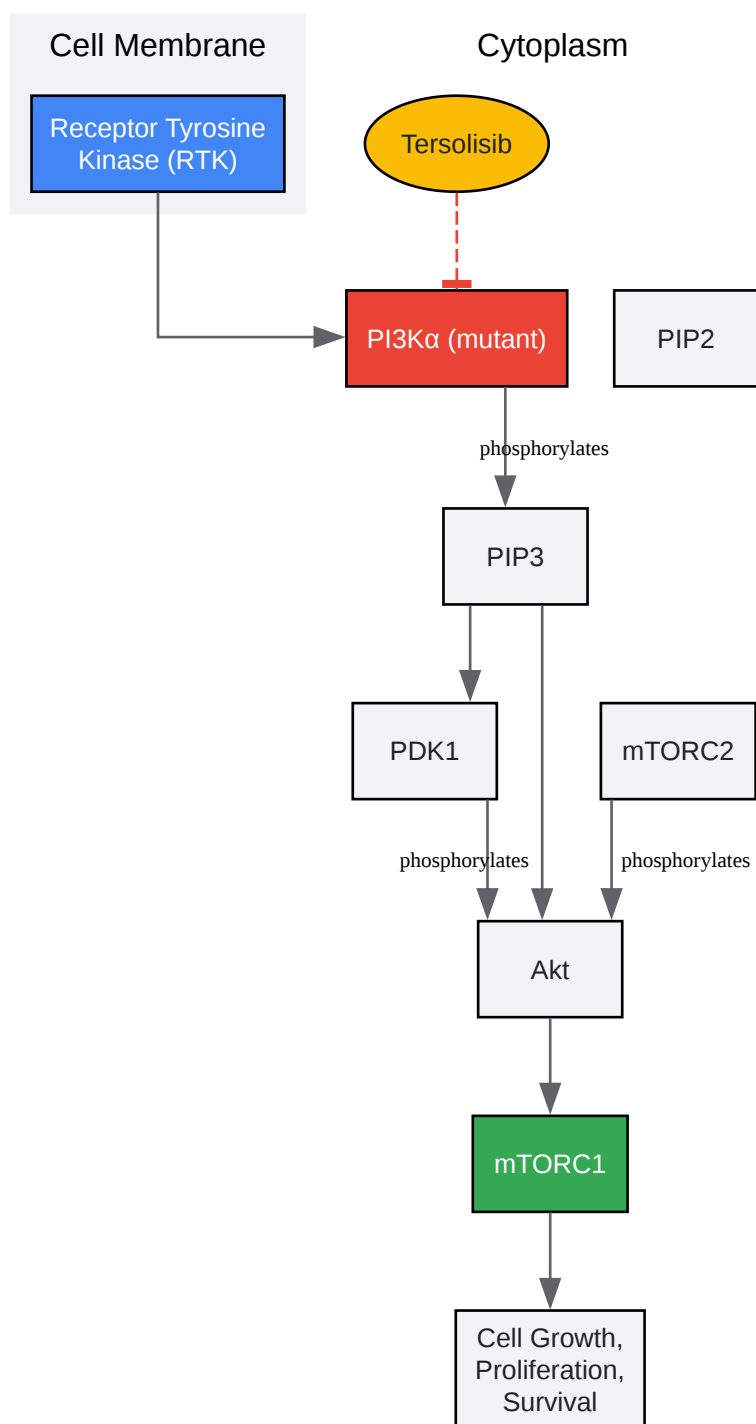 Cell Membrane
Cytoplasm
Receptor Tyrosine
Kinase (RTK)
Tersolisib
PI3Kα (mutant)
PIP2
phosphorylates
PIP3
PDK1
mTORC2
phosphorylates
phosphorylates
Akt
mTORC1
Cell Growth,
Proliferation,
Survival